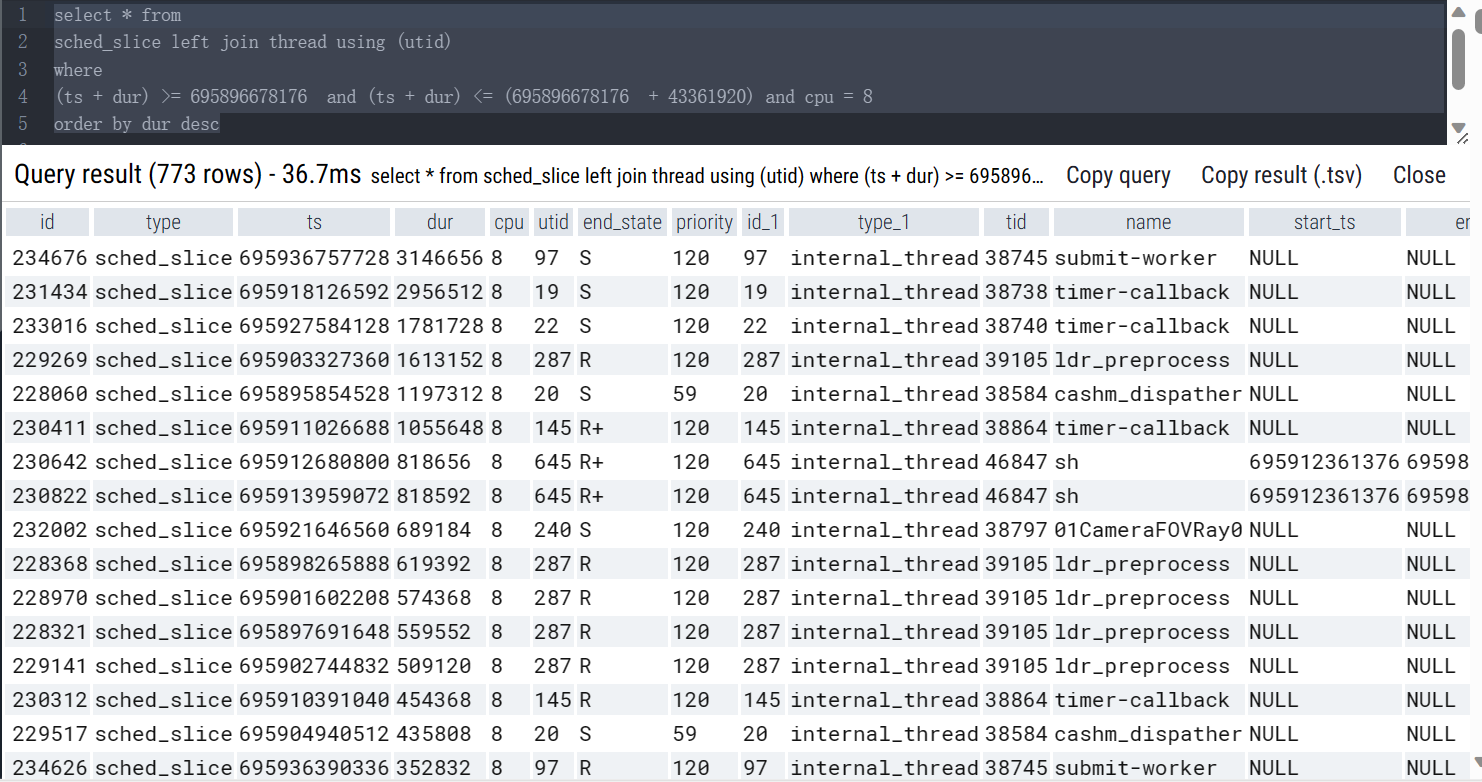 1 select * from
2 sched_slice left join thread using (utid)
3 where
4 (ts + dur) >= 695896678176  and (ts + dur) <= (695896678176  + 43361920) and cpu = 8
5 order by dur desc
Query result (773 rows) - 36.7ms select * from sched_slice left join thread using (utid) where (ts + dur) >= 695896… Copy query Copy result (.tsv) Close
id type ts dur cpu utid end_state priority id_1 type_1 tid name start_ts er
234676 sched_slice 695936757728 3146656 8 97 S 120 97 internal_thread 38745 submit-worker NULL NULL
231434 sched_slice 695918126592 2956512 8 19 S 120 19 internal_thread 38738 timer-callback NULL NULL
233016 sched_slice 695927584128 1781728 8 22 S 120 22 internal_thread 38740 timer-callback NULL NULL
229269 sched_slice 695903327360 1613152 8 287 R 120 287 internal_thread 39105 ldr_preprocess NULL NULL
228060 sched_slice 695895854528 1197312 8 20 S 59 20 internal_thread 38584 cashm_dispather NULL NULL
230411 sched_slice 695911026688 1055648 8 145 R+ 120 145 internal_thread 38864 timer-callback NULL NULL
230642 sched_slice 695912680800 818656 8 645 R+ 120 645 internal_thread 46847 sh 695912361376 69598
230822 sched_slice 695913959072 818592 8 645 R+ 120 645 internal_thread 46847 sh 695912361376 69598
232002 sched_slice 695921646560 689184 8 240 S 120 240 internal_thread 38797 01CameraFOVRay0 NULL NULL
228368 sched_slice 695898265888 619392 8 287 R 120 287 internal_thread 39105 ldr_preprocess NULL NULL
228970 sched_slice 695901602208 574368 8 287 R 120 287 internal_thread 39105 ldr_preprocess NULL NULL
228321 sched_slice 695897691648 559552 8 287 R 120 287 internal_thread 39105 ldr_preprocess NULL NULL
229141 sched_slice 695902744832 509120 8 287 R 120 287 internal_thread 39105 ldr_preprocess NULL NULL
230312 sched_slice 695910391040 454368 8 145 R 120 145 internal_thread 38864 timer-callback NULL NULL
229517 sched_slice 695904940512 435808 8 20 S 59 20 internal_thread 38584 cashm_dispather NULL NULL
234626 sched_slice 695936390336 352832 8 97 R 120 97 internal_thread 38745 submit-worker NULL NULL